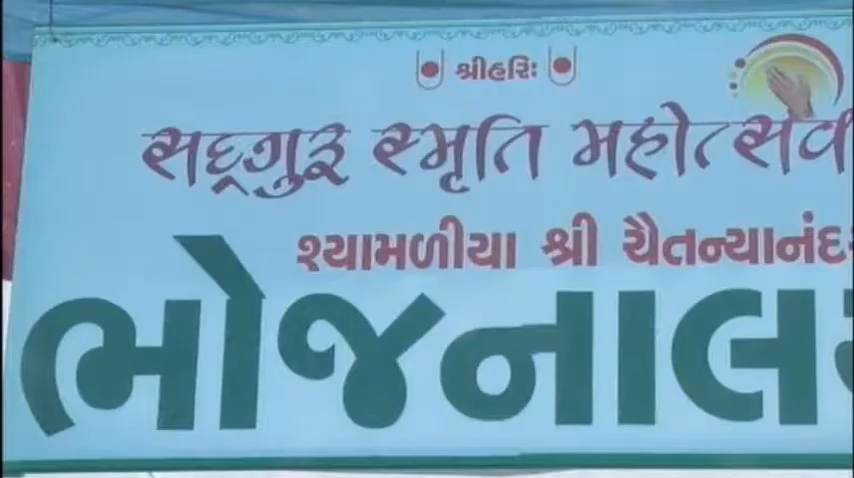 શ્રીહરિઃ
સદ્ગુરુ સ્મૃતિ મહોત્સવ
શ્યામળીયા શ્રી ચૈતન્યાનંદ
ભોજનાલ